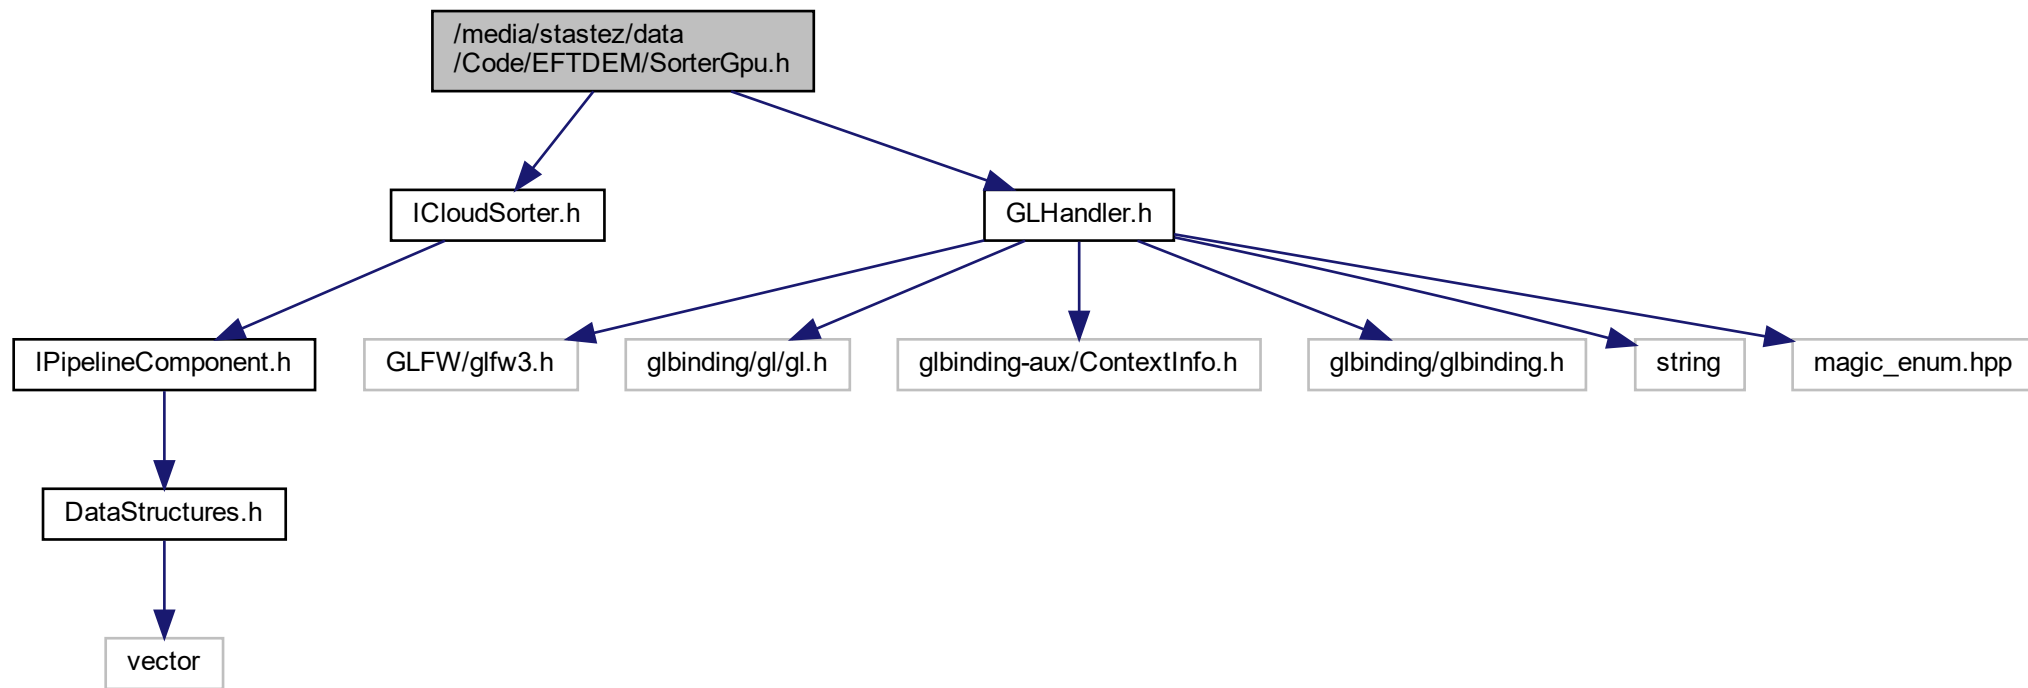 /media/stastez/data
/Code/EFTDEM/SorterGpu.h
ICloudSorter.h
GLHandler.h
IPipelineComponent.h
GLFW/glfw3.h
glbinding/gl/gl.h
glbinding-aux/ContextInfo.h
glbinding/glbinding.h
string
magic_enum.hpp
DataStructures.h
vector